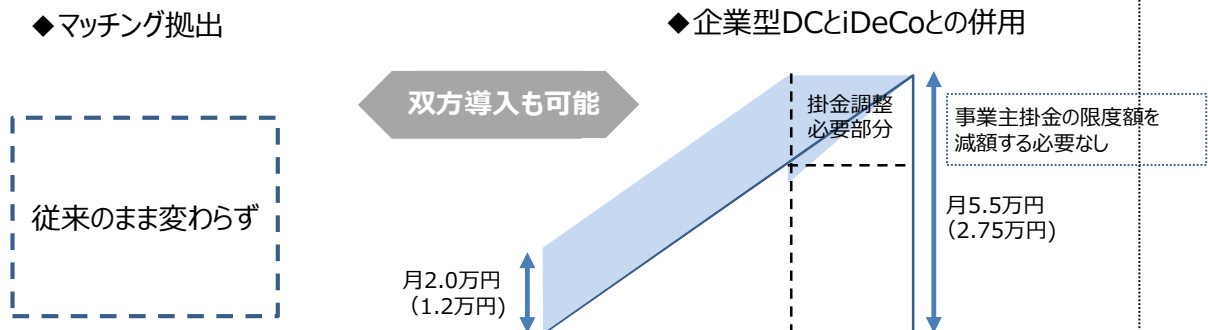 ◆マッチング拠出
◆企業型DCとiDeCoとの併用
双方導入も可能
掛金調整
必要部分
事業主掛金の限度額を
減額する必要なし
従来のまま変わらず
月5.5万円
（2.75万円)
月2.0万円
（1.2万円)